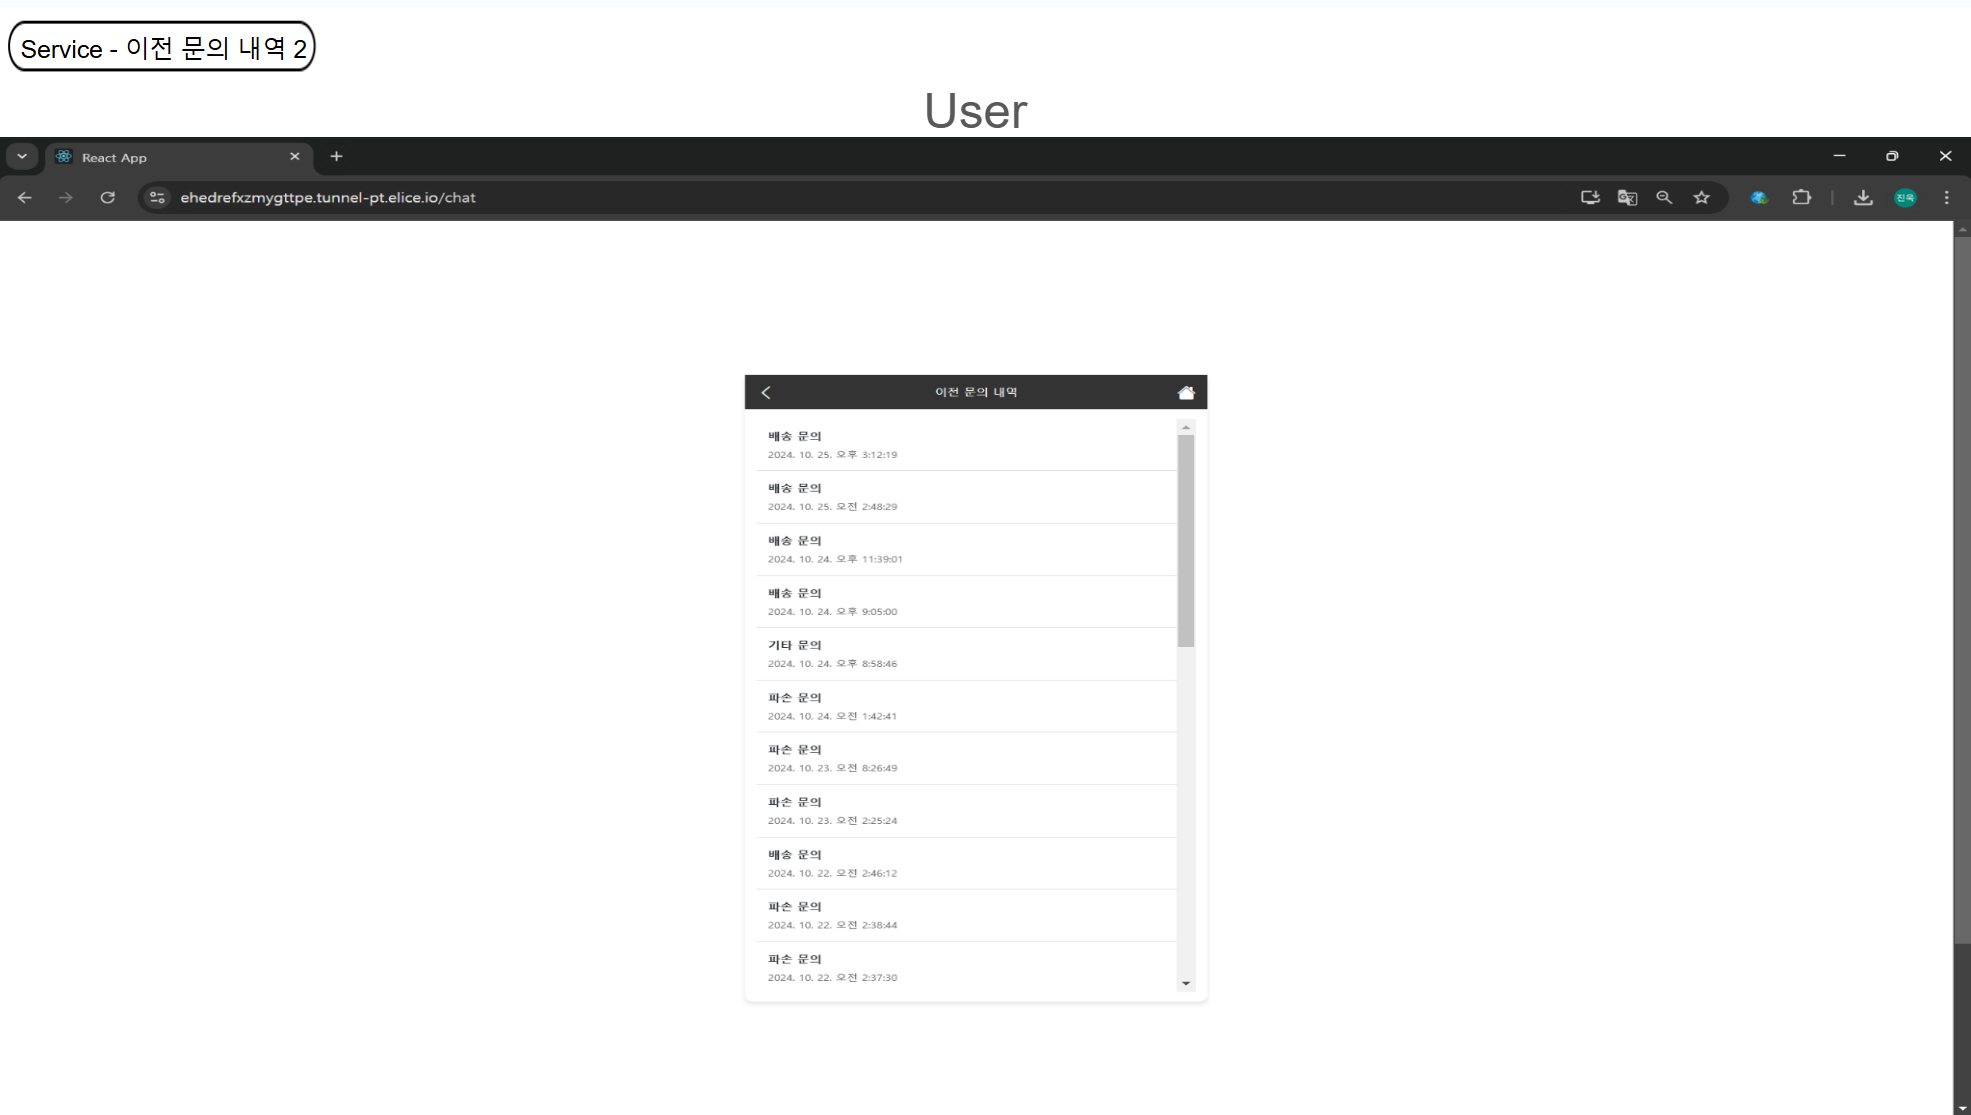 Service - 이전 문의 내역 2
User
React App
ehedrefxzmygttpe.tunnel-pt.elice.io/chat
진욱
이전 문의 내역
배송 문의
2024. 10. 25. 오후 3:12:19
배송 문의
2024. 10. 25. 오전 2:48:29
배송 문의
2024. 10. 24. 오후 11:39:01
배송 문의
2024. 10. 24. 오후 9:05:00
기타 문의
2024. 10. 24. 오후 8:58:46
파손 문의
2024. 10. 24. 오전 1:42:41
파손 문의
2024. 10. 23. 오전 8:26:49
파손 문의
2024. 10. 23. 오전 2:25:24
배송 문의
2024. 10. 22. 오전 2:46:12
파손 문의
2024. 10. 22. 오전 2:38:44
파손 문의
2024. 10. 22. 오전 2:37:30